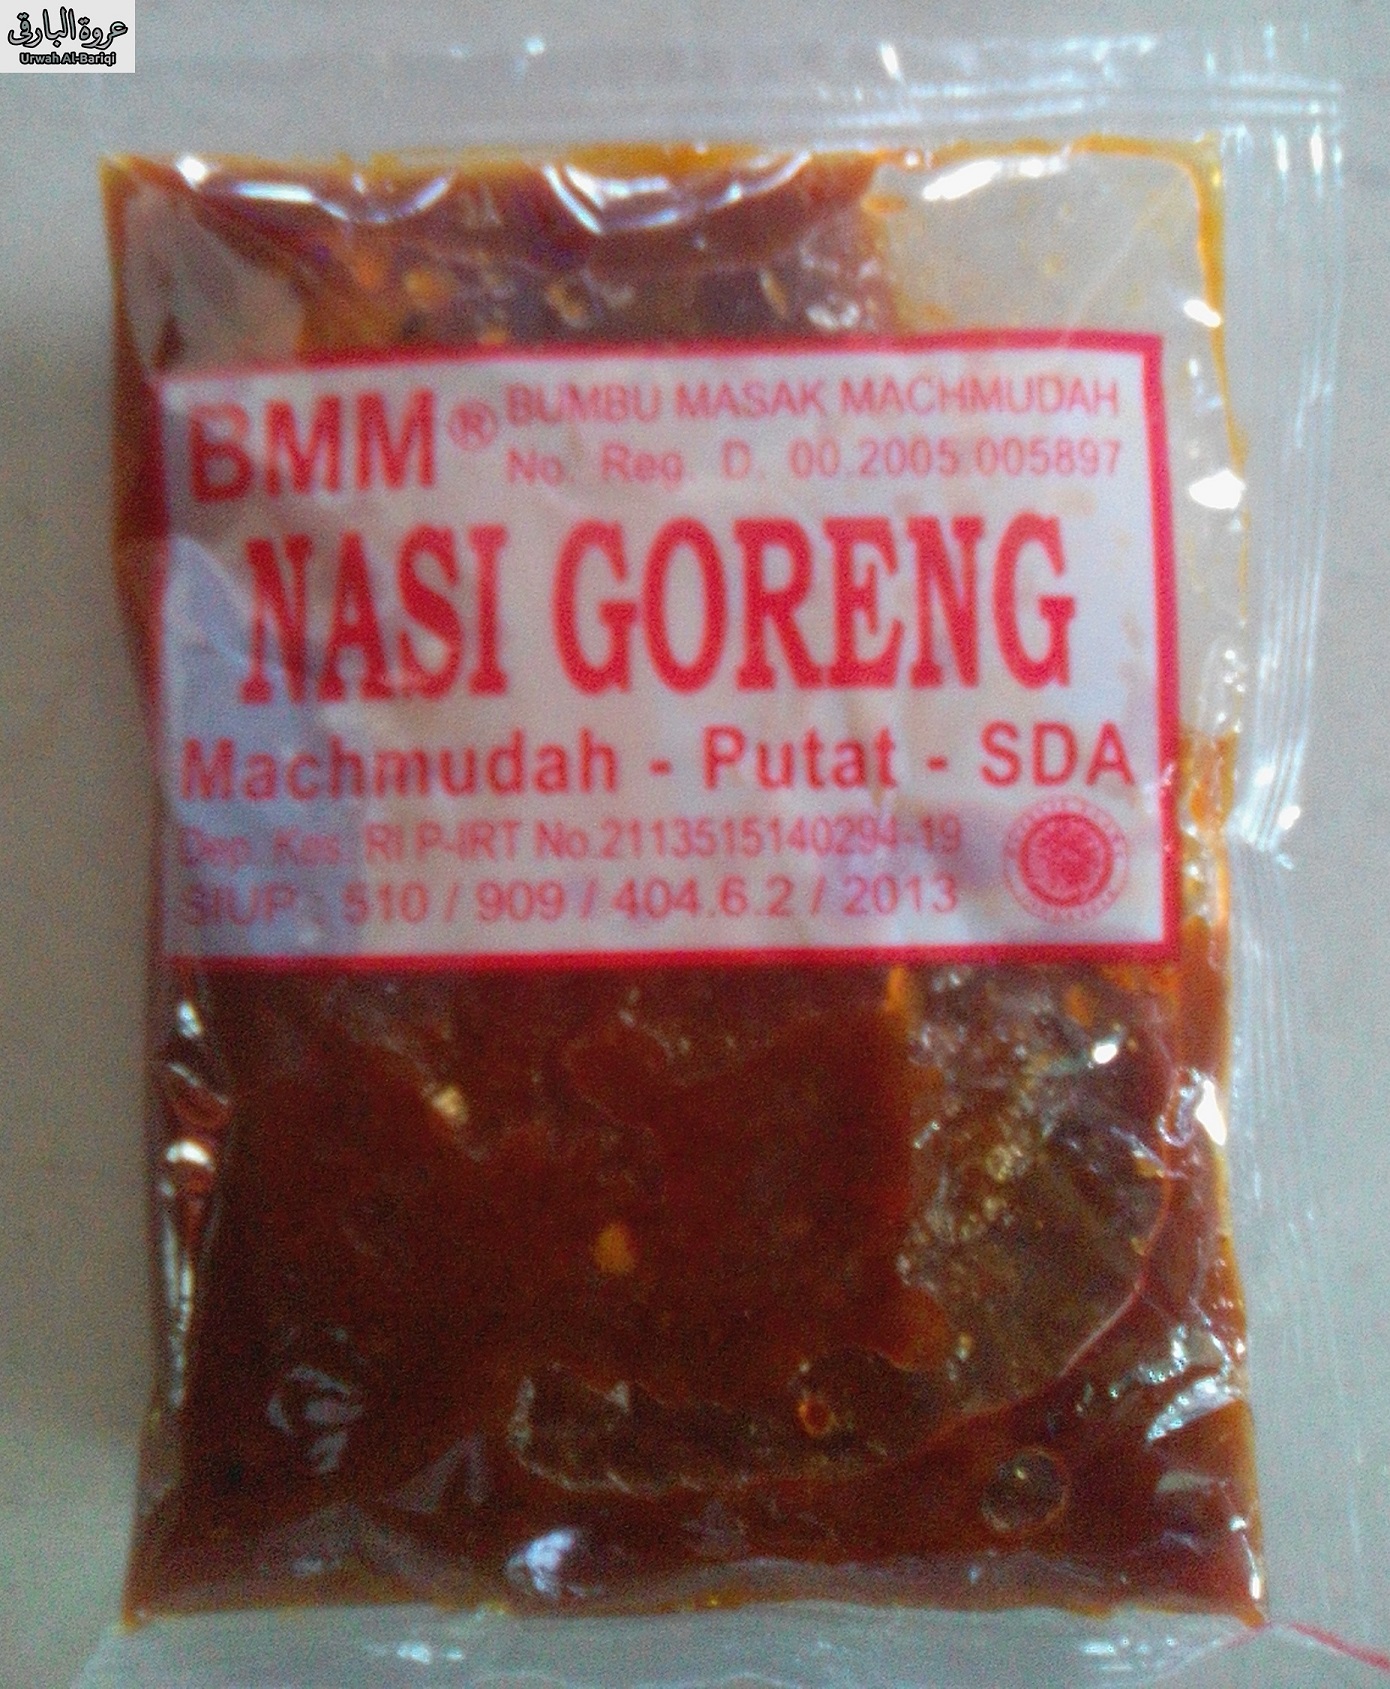 عروة البارقي
Urwah Al-Bariqi
BMM® BUMBU MASAK MACHMUDAH
No. Reg. D. 00.2005.005897
NASI GORENG
Machmudah - Putat - SDA
Dep. Kes. RI P-IRT No.2113515140294-19
SIUP : 510 / 909 / 404.6.2 / 2013